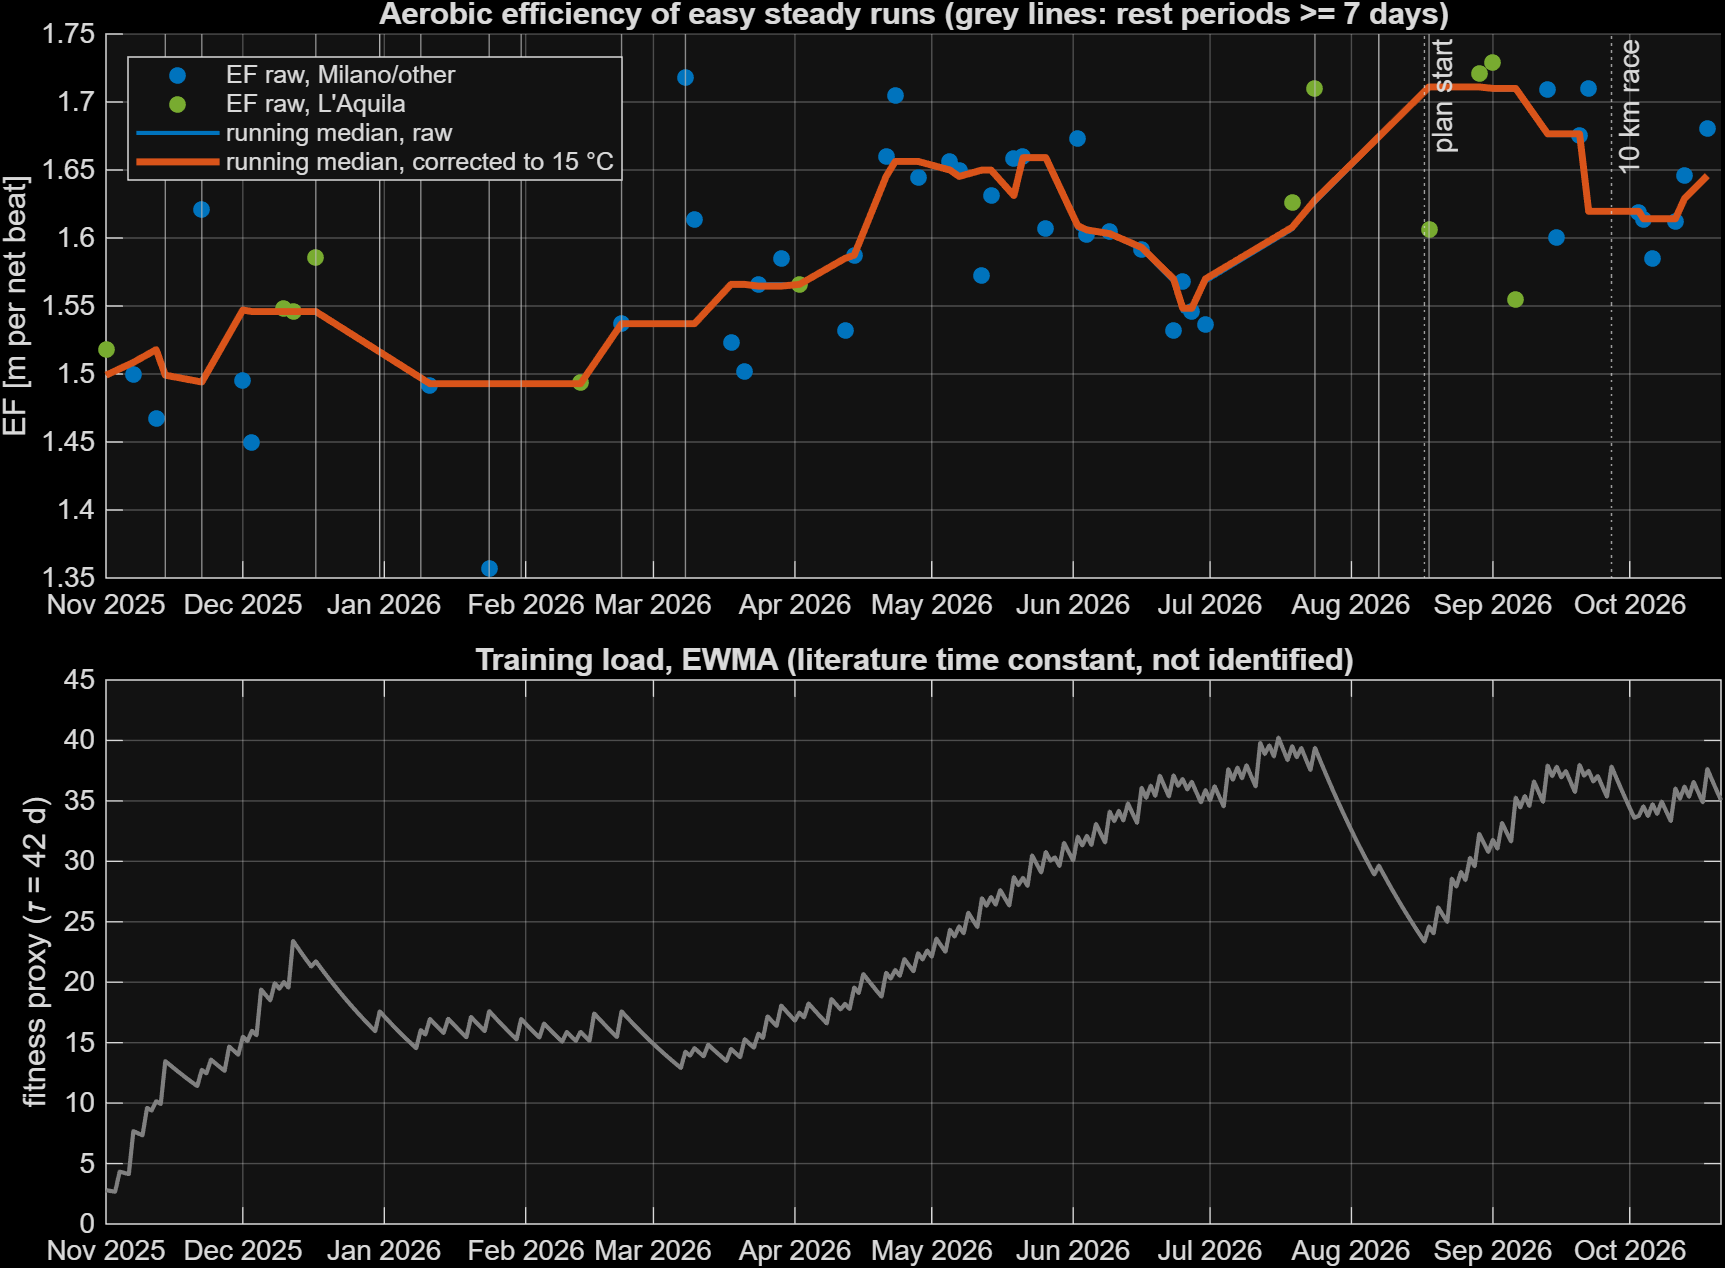 Aerobic efficiency of easy steady runs (grey lines: rest periods >= 7 days)
EF [m per net beat]
1.75
1.7
1.65
1.6
1.55
1.5
1.45
1.4
1.35
EF raw, Milano/other
EF raw, L'Aquila
running median, raw
running median, corrected to 15 °C
plan start
10 km race
Nov 2025 Dec 2025 Jan 2026 Feb 2026 Mar 2026 Apr 2026 May 2026 Jun 2026 Jul 2026 Aug 2026 Sep 2026 Oct 2026
Training load, EWMA (literature time constant, not identified)
fitness proxy (τ = 42 d)
45
40
35
30
25
20
15
10
5
0
Nov 2025 Dec 2025 Jan 2026 Feb 2026 Mar 2026 Apr 2026 May 2026 Jun 2026 Jul 2026 Aug 2026 Sep 2026 Oct 2026